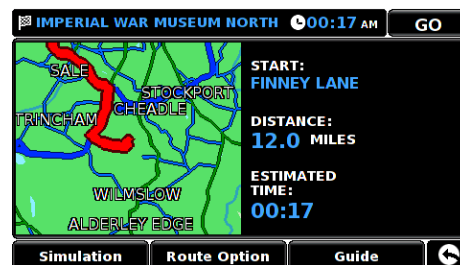 IMPERIAL WAR MUSEUM NORTH 00:17 AM GO
SALE
STOCKPORT
CHEADLE
TRINCHAM
WILMSLOW
ALDERLEY EDGE
START:
FINNEY LANE
DISTANCE:
12.0 MILES
ESTIMATED
TIME:
00:17
Simulation Route Option Guide